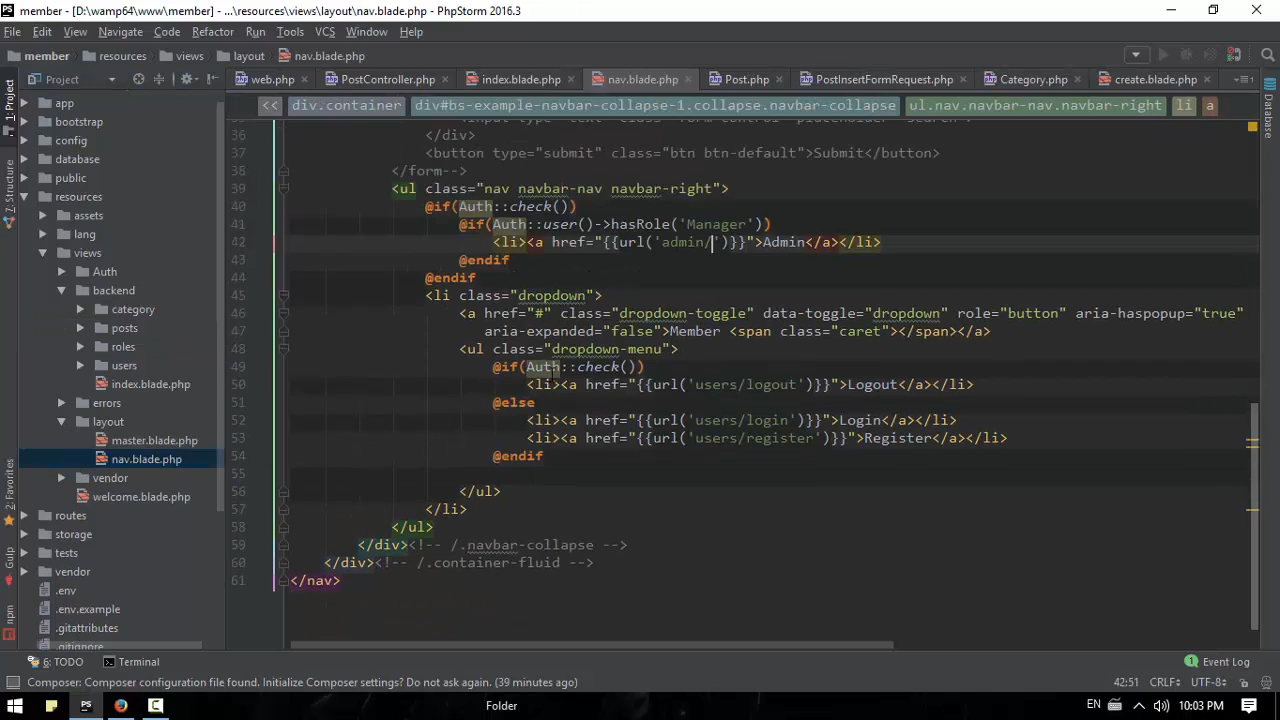 member - [D:\wamp64\www\member] - ...\resources\views\layout\nav.blade.php - PhpStorm 2016.3
File Edit View Navigate Code Refactor Run Tools VCS Window Help
member resources views layout nav.blade.php
Project web.php PostController.php index.blade.php nav.blade.php Post.php PostInsertFormRequest.php Category.php create.blade.php
<< div.container div#bs-example-navbar-collapse-1.collapse.navbar-collapse ul.nav.navbar-nav.navbar-right li a
1: Project
7: Structure
2: Favorites
Gulp
npm
Database
app
bootstrap
config
database
public
resources
assets
lang
views
Auth
backend
category
posts
roles
users
index.blade.php
errors
layout
master.blade.php
nav.blade.php
vendor
welcome.blade.php
routes
storage
tests
vendor
.env
.env.example
.gitattributes
.gitignore
36 </div>
37 <button type="submit" class="btn btn-default">Submit</button>
38 </form-->
39 <ul class="nav navbar-nav navbar-right">
40 @if(Auth::check())
41 @if(Auth::user()->hasRole('Manager'))
42 <li><a href="{{url('admin/')}}">Admin</a></li>
43 @endif
44 @endif
45 <li class="dropdown">
46 <a href="#" class="dropdown-toggle" data-toggle="dropdown" role="button" aria-haspopup="true"
47 aria-expanded="false">Member <span class="caret"></span></a>
48 <ul class="dropdown-menu">
49 @if(Auth::check())
50 <li><a href="{{url('users/logout')}}">Logout</a></li>
51 @else
52 <li><a href="{{url('users/login')}}">Login</a></li>
53 <li><a href="{{url('users/register')}}">Register</a></li>
54 @endif
55
56 </ul>
57 </li>
58 </ul>
59 </div><!-- /.navbar-collapse -->
60 </div><!-- /.container-fluid -->
61 </nav>
6: TODO Terminal 1 Event Log
Composer: Composer configuration file found. Initialize Composer settings? Do not ask again. (39 minutes ago) 42:51 CRLF÷ UTF-8÷
Folder EN 10:03 PM